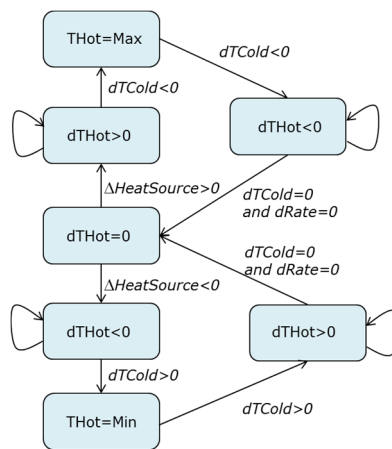 THot=Max
dTCold<0
dTCold<0
dTHot>0
dTHot<0
ΔHeatSource>0
dTCold=0
and dRate=0
dTHot=0
dTCold=0
and dRate=0
ΔHeatSource<0
dTHot<0
dTHot>0
dTCold>0
THot=Min
dTCold>0